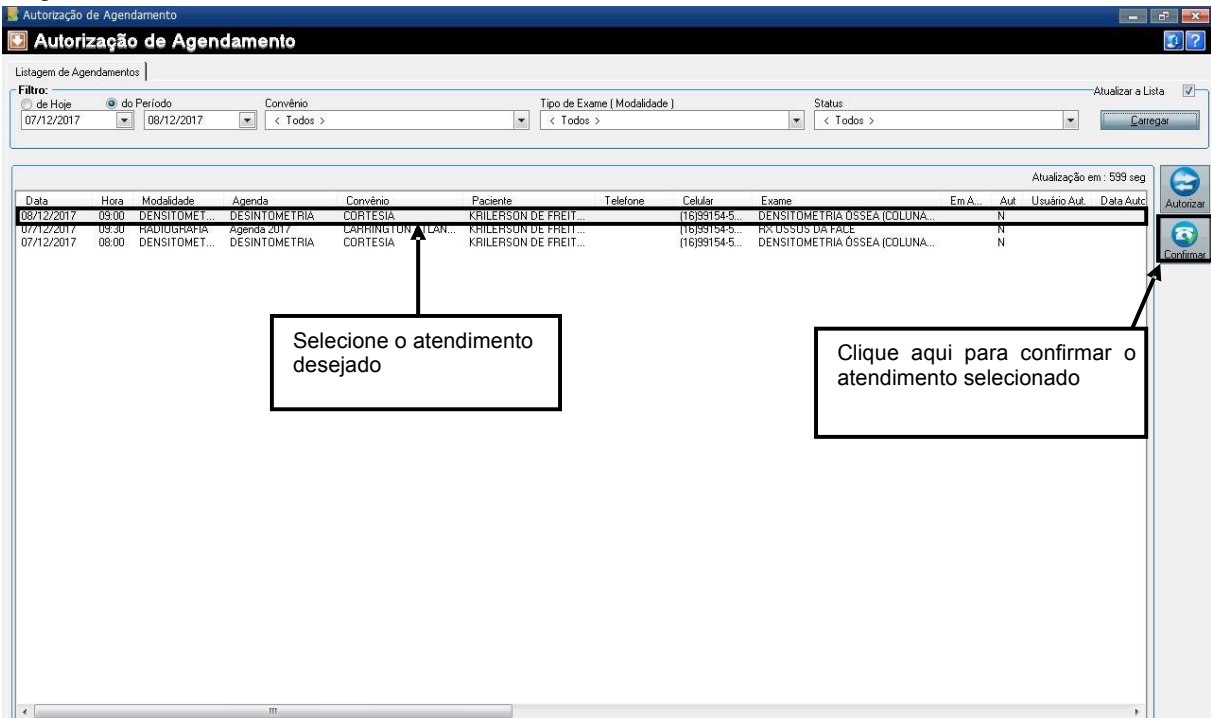 Autorização de Agendamento
Autorização de Agendamento
Listagem de Agendamentos
Filtro:
Atualizar a Lista
de Hoje do Período Convênio Tipo de Exame ( Modalidade ) Status
07/12/2017 08/12/2017 < Todos > < Todos > < Todos > Carregar
Atualização em : 599 seg
Data Hora Modalidade Agenda Convênio Paciente Telefone Celular Exame Em A... Aut Usuário Aut. Data Autc
08/12/2017 09:00 DENSITOMET... DESINTOMETRIA CORTESIA KRILERSON DE FREIT... (16)99154-5... DENSITOMETRIA ÓSSEA (COLUNA... N
07/12/2017 09:30 RADIOGRAFIA Agenda 2017 CARRINGTON ATLAN... KRILERSON DE FREIT... (16)99154-5... RX OSSOS DA FACE N
07/12/2017 08:00 DENSITOMET... DESINTOMETRIA CORTESIA KRILERSON DE FREIT... (16)99154-5... DENSITOMETRIA ÓSSEA (COLUNA... N
Autorizar
Confirmar
Selecione o atendimento
desejado
Clique aqui para confirmar o
atendimento selecionado